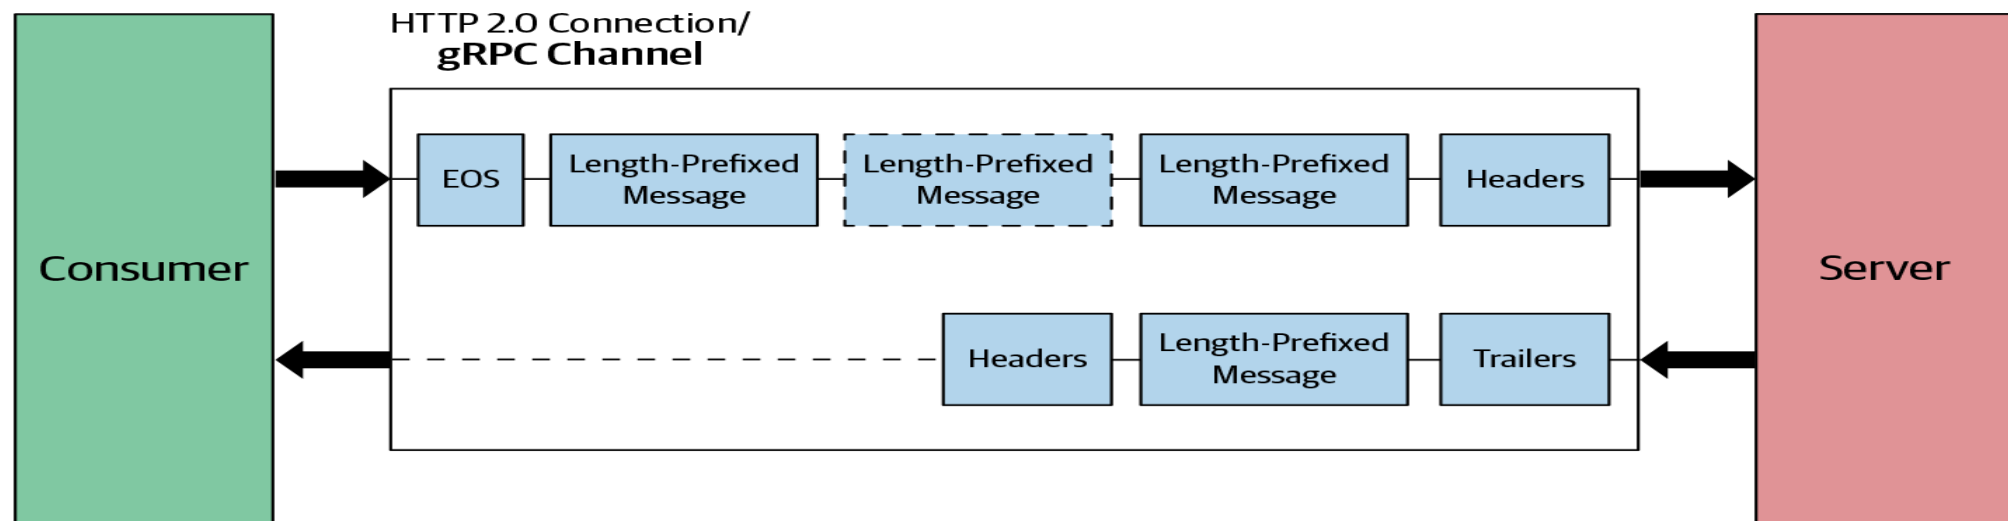 HTTP 2.0 Connection/
gRPC Channel
Consumer
EOS
Length-Prefixed
Message
Length-Prefixed
Message
Length-Prefixed
Message
Headers
Server
Headers
Length-Prefixed
Message
Trailers